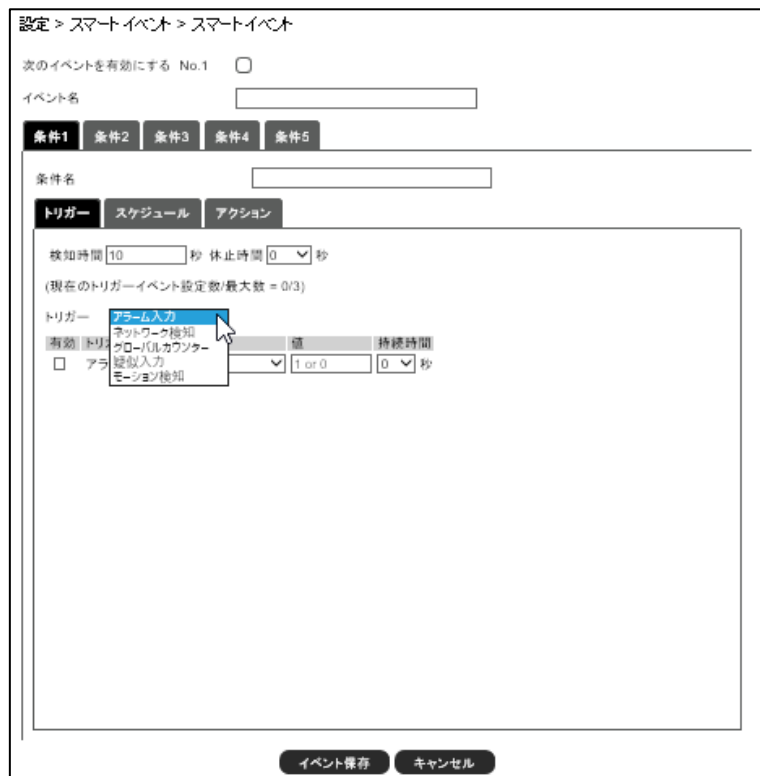 設定 > スマートイベント > スマートイベント
次のイベントを有効にする No.1
イベント名
条件1 条件2 条件3 条件4 条件5
条件名
トリガー スケジュール アクション
検知時間 10 秒 休止時間 0 秒
(現在のトリガーイベント設定数/最大数 = 0/3)
トリガー アラーム入力
ネットワーク検知
グローバルカウンター
疑似入力
モーション検知
有効 トリ 値 持続時間
アラ 1 or 0 0 秒
イベント保存 キャンセル